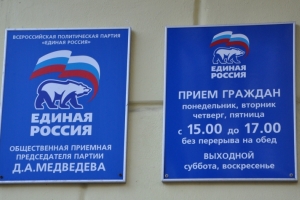 ВСЕРОССИЙСКАЯ ПОЛИТИЧЕСКАЯ ПАРТИЯ
«ЕДИНАЯ РОССИЯ»
ЕДИНАЯ
РОССИЯ
ОБЩЕСТВЕННАЯ ПРИЕМНАЯ
ПРЕДСЕДАТЕЛЯ ПАРТИИ
Д.А.МЕДВЕДЕВА
ЕДИНАЯ
РОССИЯ
ПРИЕМ ГРАЖДАН
понедельник, вторник
четверг, пятница
с 15.00 до 17.00
без перерыва на обед
ВЫХОДНОЙ
суббота, воскресенье